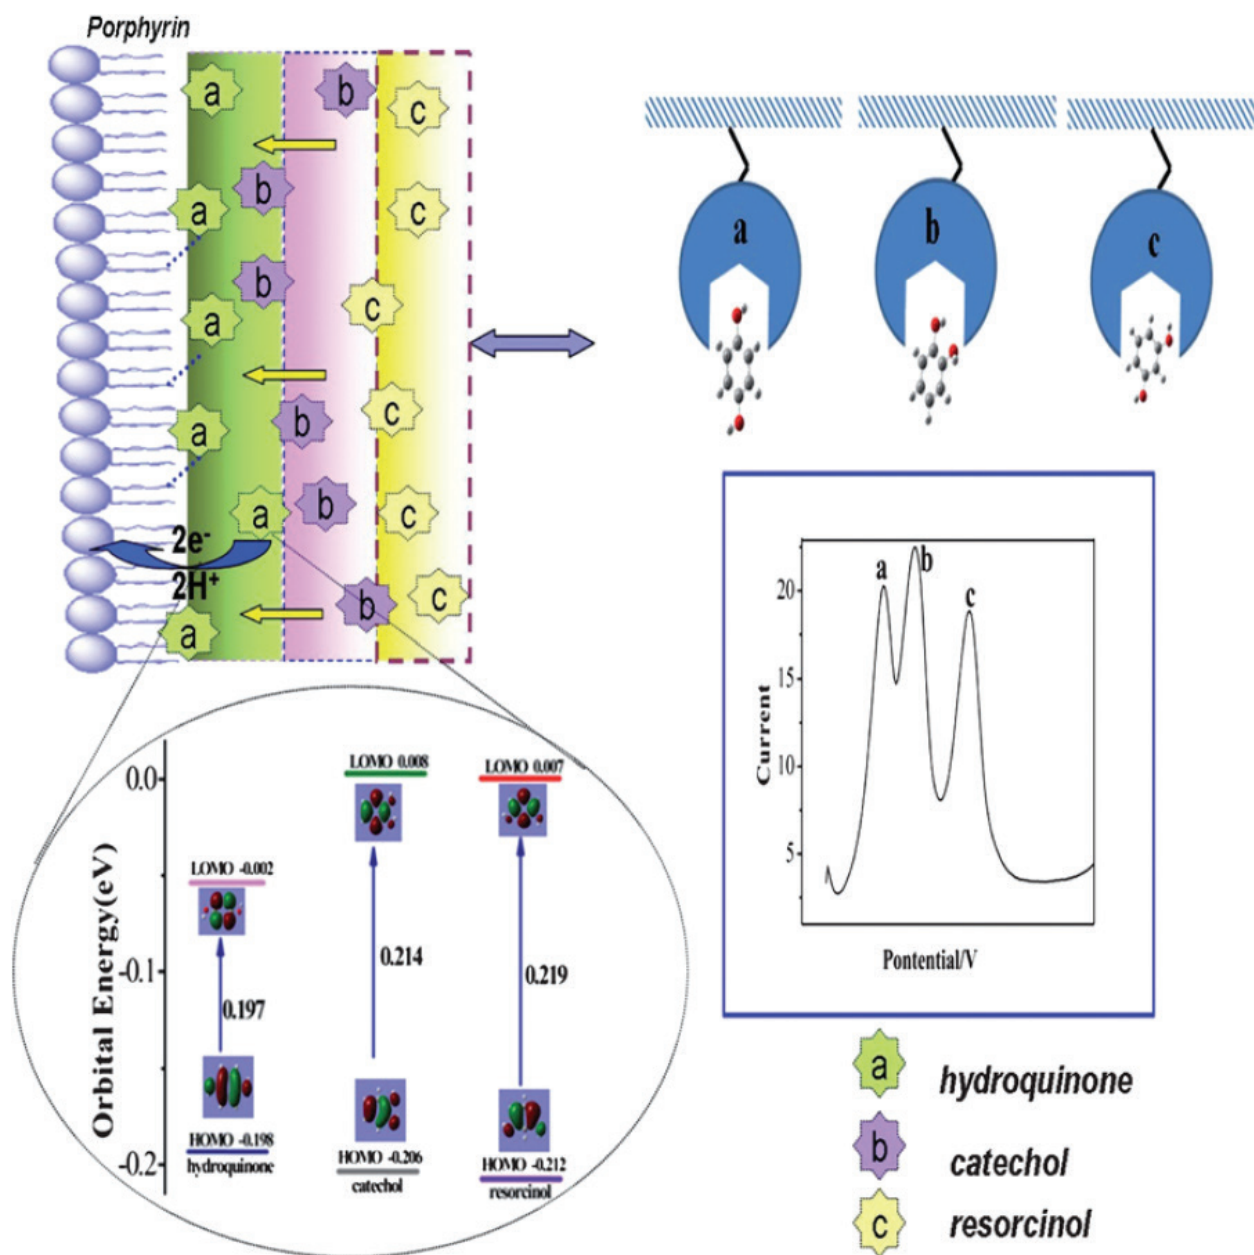 Porphyrin
a
b
c
a
b
c
b
a
c
a
b
c
a
b
c
2e-
2H+
a
b
c
a
b
c
Orbital Energy(eV)
0.0
-0.1
-0.2
LOMO -0.002
0.197
HOMO -0.198
hydroquinone
LOMO 0.008
0.214
HOMO -0.206
catechol
LOMO 0.007
0.219
HOMO -0.212
resorcinol
Current
20
15
10
5
a
b
c
Pontential/V
a hydroquinone
b catechol
c resorcinol